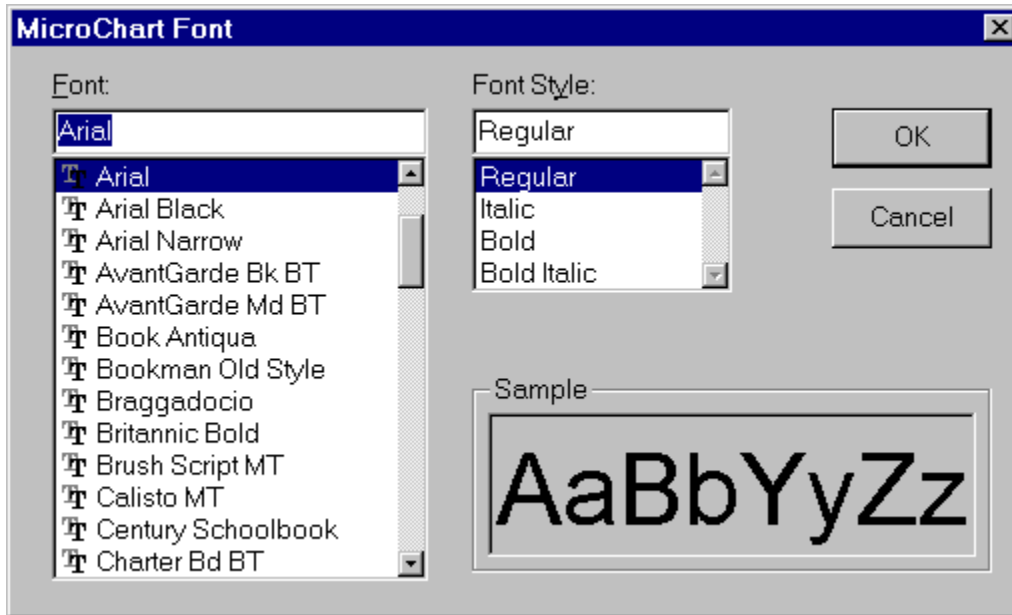 MicroChart Font
Font:
Arial
Arial
Arial Black
Arial Narrow
AvantGarde Bk BT
AvantGarde Md BT
Book Antiqua
Bookman Old Style
Braggadocio
Britannic Bold
Brush Script MT
Calisto MT
Century Schoolbook
Charter Bd BT
Font Style:
Regular
Regular
Italic
Bold
Bold Italic
OK
Cancel
Sample
AaBbYyZz